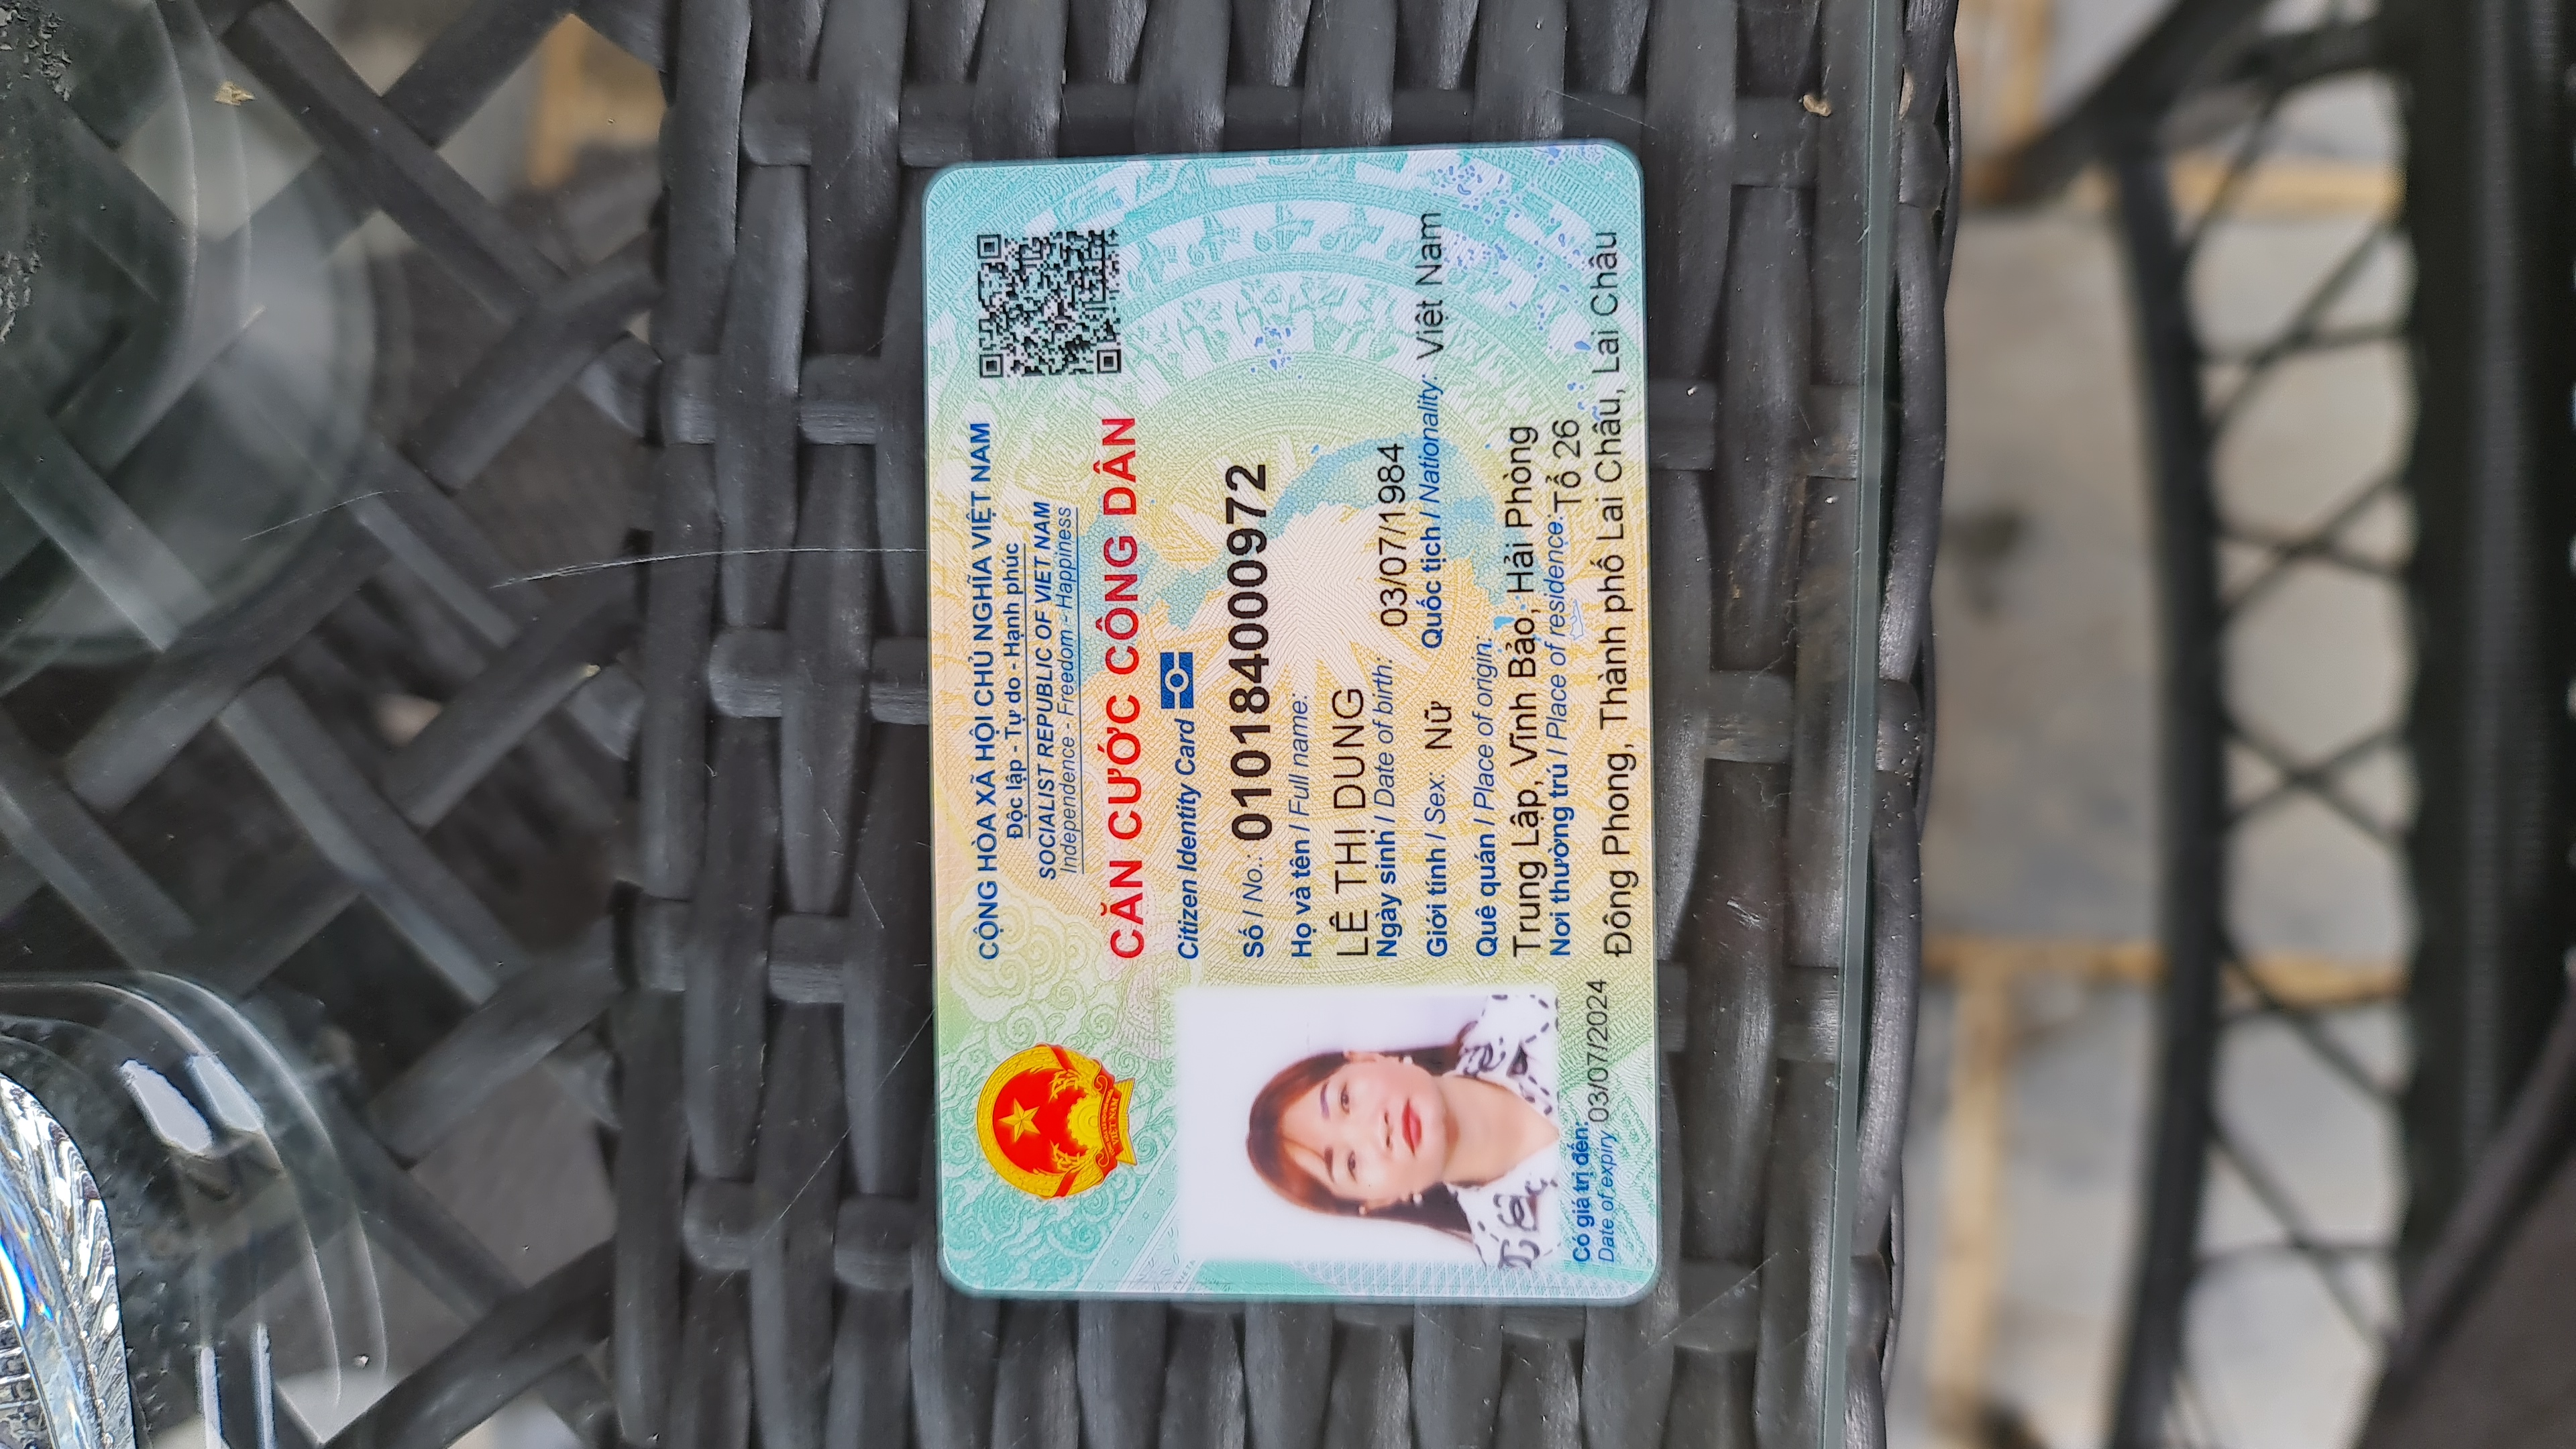 CỘNG HÒA XÃ HỘI CHỦ NGHĨA VIỆT NAM
Độc lập - Tự do - Hạnh phúc
SOCIALIST REPUBLIC OF VIET NAM
Independence - Freedom - Happiness
CĂN CƯỚC CÔNG DÂN
Citizen Identity Card
Số / No.: 010184000972
Họ và tên / Full name:
LÊ THỊ DUNG
Ngày sinh / Date of birth: 03/07/1984
Giới tính / Sex: Nữ Quốc tịch / Nationality: Việt Nam
Quê quán / Place of origin:
Trung Lập, Vĩnh Bảo, Hải Phòng
Nơi thường trú / Place of residence: Tổ 26
Đông Phong, Thành phố Lai Châu, Lai Châu
Có giá trị đến: 03/07/2024
Date of expiry
VIỆT NAM